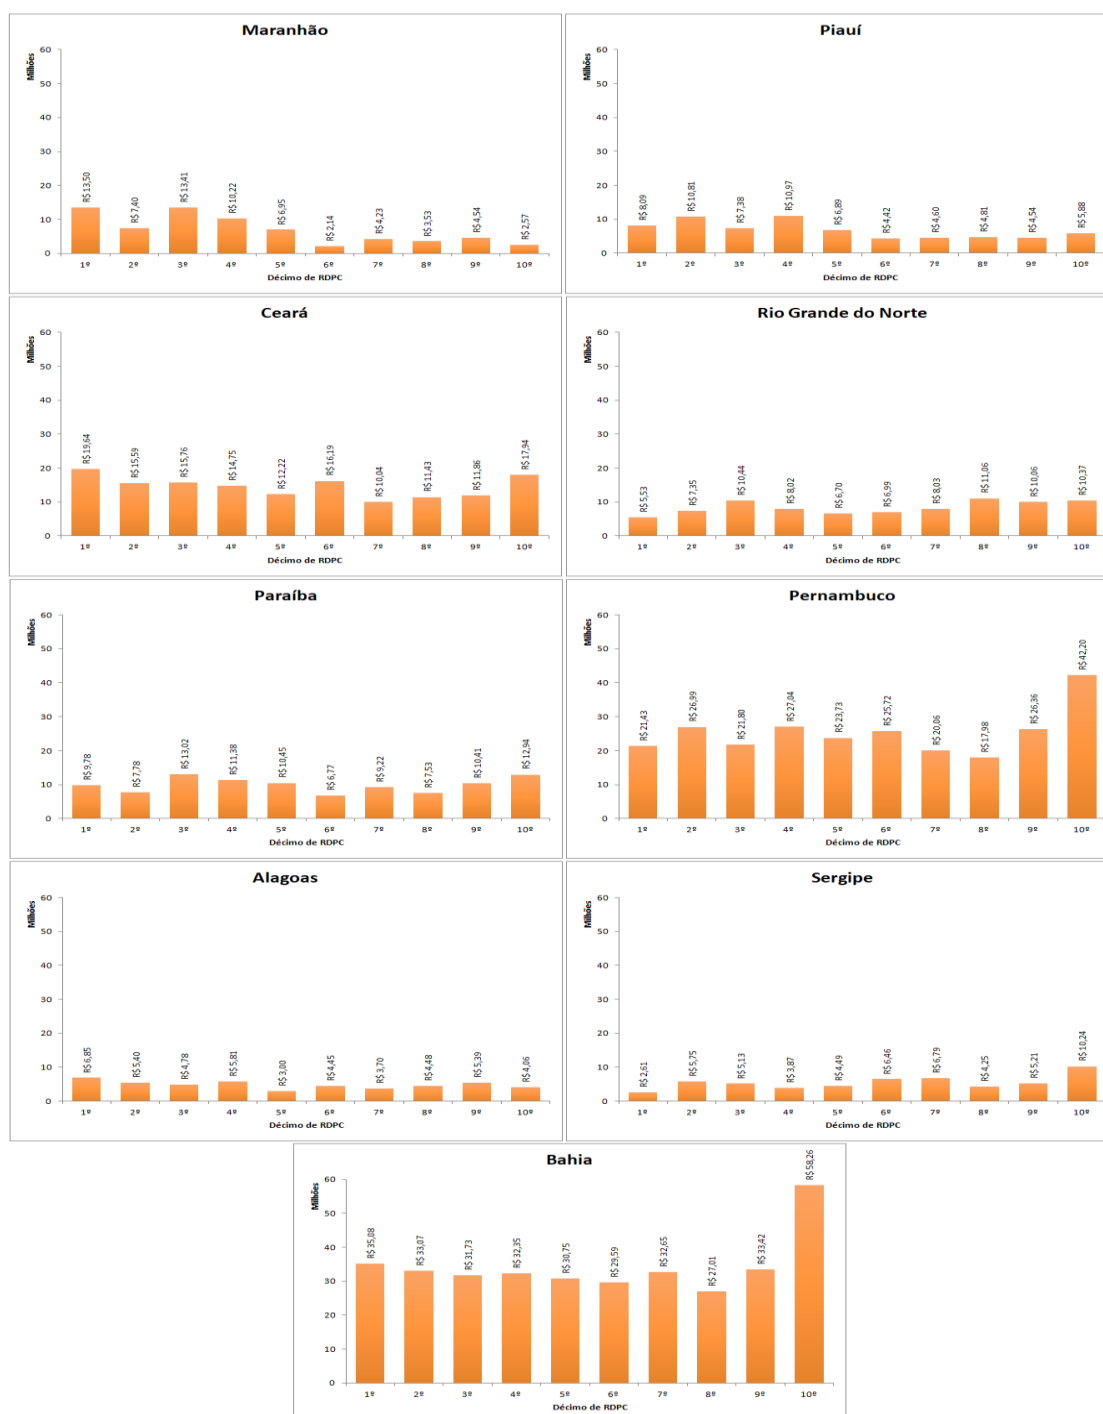 Maranhão
Milhões
60
50
40
30
20
10
0
R$ 13,50
R$ 7,40
R$ 13,41
R$ 10,22
R$ 6,95
R$ 2,14
R$ 4,23
R$ 3,53
R$ 4,54
R$ 2,57
1º 2º 3º 4º 5º 6º 7º 8º 9º 10º
Décimo de RDPC
Piauí
Milhões
60
50
40
30
20
10
0
R$ 8,09
R$ 10,81
R$ 7,38
R$ 10,97
R$ 6,89
R$ 4,42
R$ 4,60
R$ 4,81
R$ 4,54
R$ 5,88
1º 2º 3º 4º 5º 6º 7º 8º 9º 10º
Décimo de RDPC
Ceará
Milhões
60
50
40
30
20
10
0
R$ 19,64
R$ 15,59
R$ 15,76
R$ 14,75
R$ 12,22
R$ 16,19
R$ 10,04
R$ 11,43
R$ 11,86
R$ 17,94
1º 2º 3º 4º 5º 6º 7º 8º 9º 10º
Décimo de RDPC
Rio Grande do Norte
Milhões
60
50
40
30
20
10
0
R$ 5,53
R$ 7,35
R$ 10,44
R$ 8,02
R$ 6,70
R$ 6,99
R$ 8,03
R$ 11,06
R$ 10,06
R$ 10,37
1º 2º 3º 4º 5º 6º 7º 8º 9º 10º
Décimo de RDPC
Paraíba
Milhões
60
50
40
30
20
10
0
R$ 9,78
R$ 7,78
R$ 13,02
R$ 11,38
R$ 10,45
R$ 6,77
R$ 9,22
R$ 7,53
R$ 10,41
R$ 12,94
1º 2º 3º 4º 5º 6º 7º 8º 9º 10º
Décimo de RDPC
Pernambuco
Milhões
60
50
40
30
20
10
0
R$ 21,43
R$ 26,99
R$ 21,80
R$ 27,04
R$ 23,73
R$ 25,72
R$ 20,06
R$ 17,98
R$ 26,36
R$ 42,20
1º 2º 3º 4º 5º 6º 7º 8º 9º 10º
Décimo de RDPC
Alagoas
Milhões
60
50
40
30
20
10
0
R$ 6,85
R$ 5,40
R$ 4,78
R$ 5,81
R$ 3,00
R$ 4,45
R$ 3,70
R$ 4,48
R$ 5,39
R$ 4,06
1º 2º 3º 4º 5º 6º 7º 8º 9º 10º
Décimo de RDPC
Sergipe
Milhões
60
50
40
30
20
10
0
R$ 2,61
R$ 5,75
R$ 5,13
R$ 3,87
R$ 4,49
R$ 6,46
R$ 6,79
R$ 4,25
R$ 5,21
R$ 10,24
1º 2º 3º 4º 5º 6º 7º 8º 9º 10º
Décimo de RDPC
Bahia
Milhões
60
50
40
30
20
10
0
R$ 35,08
R$ 33,07
R$ 31,73
R$ 32,35
R$ 30,75
R$ 29,59
R$ 32,65
R$ 27,01
R$ 33,42
R$ 58,26
1º 2º 3º 4º 5º 6º 7º 8º 9º 10º
Décimo de RDPC